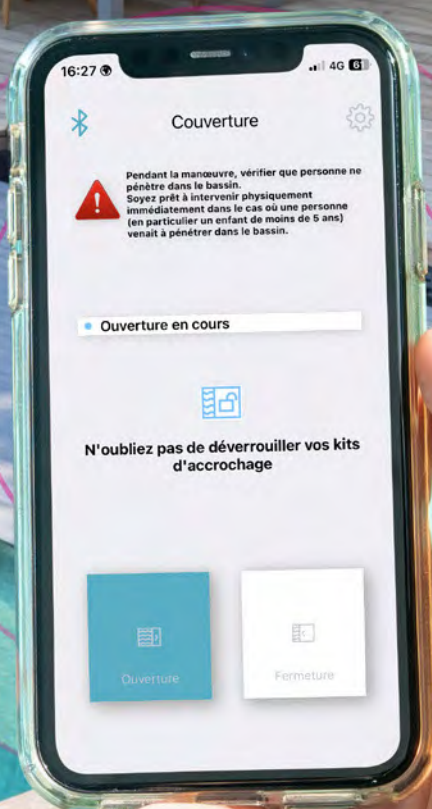 16:27
4G 61
Couverture
Pendant la manœuvre, vérifier que personne ne
pénètre dans le bassin.
Soyez prêt à intervenir physiquement
immédiatement dans le cas où une personne
(en particulier un enfant de moins de 5 ans)
venait à pénétrer dans le bassin.
Ouverture en cours
N'oubliez pas de déverrouiller vos kits
d'accrochage
Ouverture
Fermeture